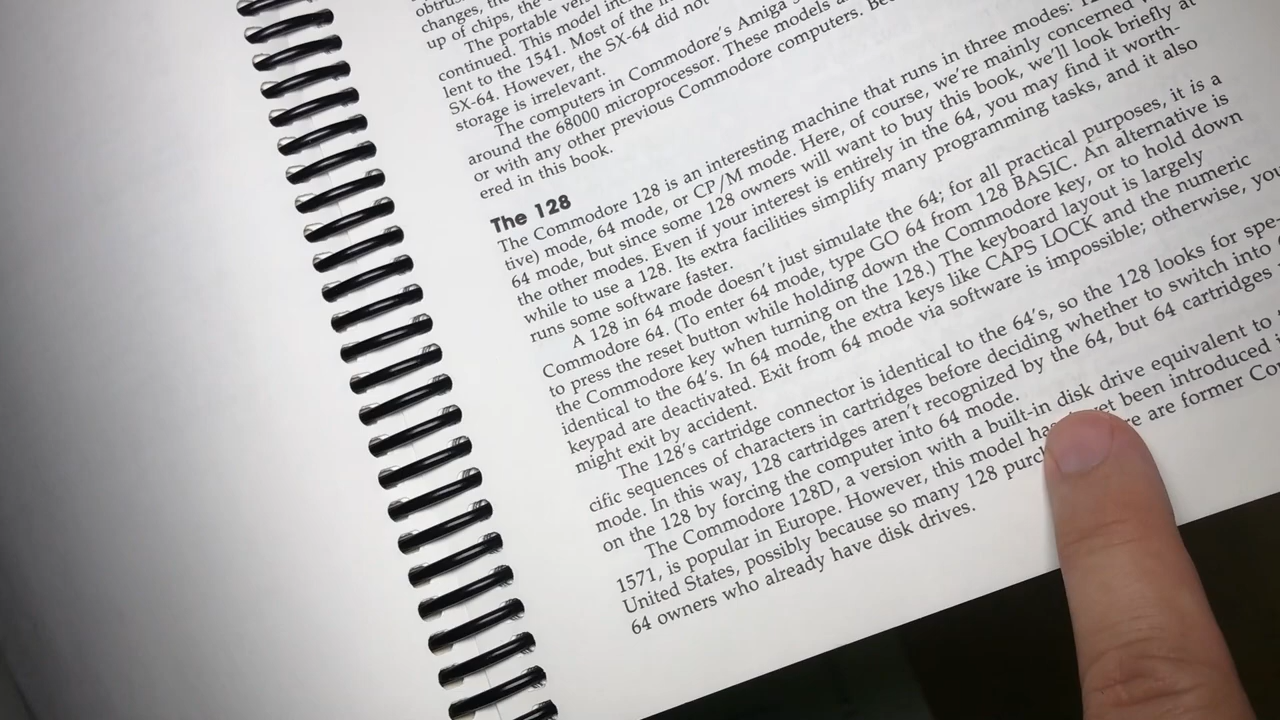 obtrus
changes, the
up of chips, the
The portable ver
continued. This model inc
lent to the 1541. Most of the in
SX-64. However, the SX-64 did not
storage is irrelevant.
The computers in Commodore's Amiga s
around the 68000 microprocessor. These models a
or with any other previous Commodore computers. Be
ered in this book.
The 128
The Commodore 128 is an interesting machine that runs in three modes: 1
tive) mode, 64 mode, or CP/M mode. Here, of course, we're mainly concerned
64 mode, but since some 128 owners will want to buy this book, we'll look briefly at
the other modes. Even if your interest is entirely in the 64, you may find it worth-
while to use a 128. Its extra facilities simplify many programming tasks, and it also
runs some software faster.
A 128 in 64 mode doesn't just simulate the 64; for all practical purposes, it is a
Commodore 64. (To enter 64 mode, type GO 64 from 128 BASIC. An alternative is
to press the reset button while holding down the Commodore key, or to hold down
the Commodore key when turning on the 128.) The keyboard layout is largely
identical to the 64's. In 64 mode, the extra keys like CAPS LOCK and the numeric
keypad are deactivated. Exit from 64 mode via software is impossible; otherwise, you
might exit by accident.
The 128's cartridge connector is identical to the 64's, so the 128 looks for spe
cific sequences of characters in cartridges before deciding whether to switch into
mode. In this way, 128 cartridges aren't recognized by the 64, but 64 cartridges
on the 128 by forcing the computer into 64 mode.
The Commodore 128D, a version with a built-in disk drive equivalent to
1571, is popular in Europe. However, this model has yet been introduced i
United States, possibly because so many 128 purch re are former Co
64 owners who already have disk drives.